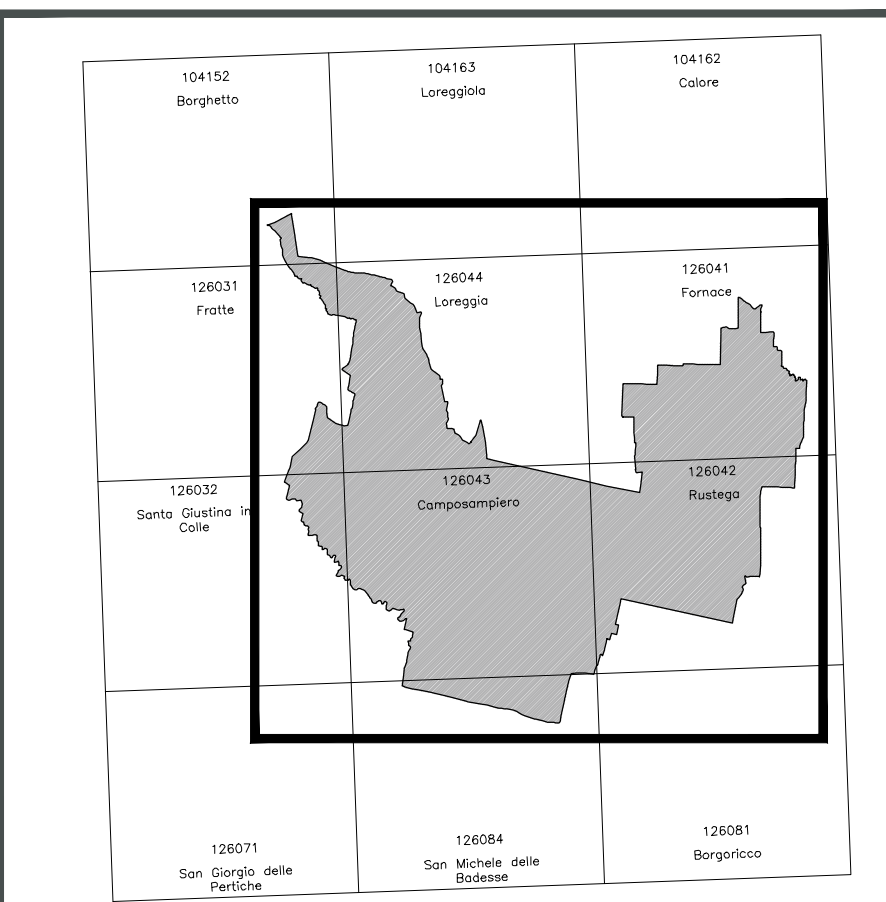 104152
Borghetto
104163
Loreggiola
104162
Calore
126031
Fratte
126044
Loreggia
126041
Fornace
126032
Santa Giustina in
Colle
126043
Camposampiero
126042
Rustega
126071
San Giorgio delle
Pertiche
126084
San Michele delle
Badesse
126081
Borgoricco